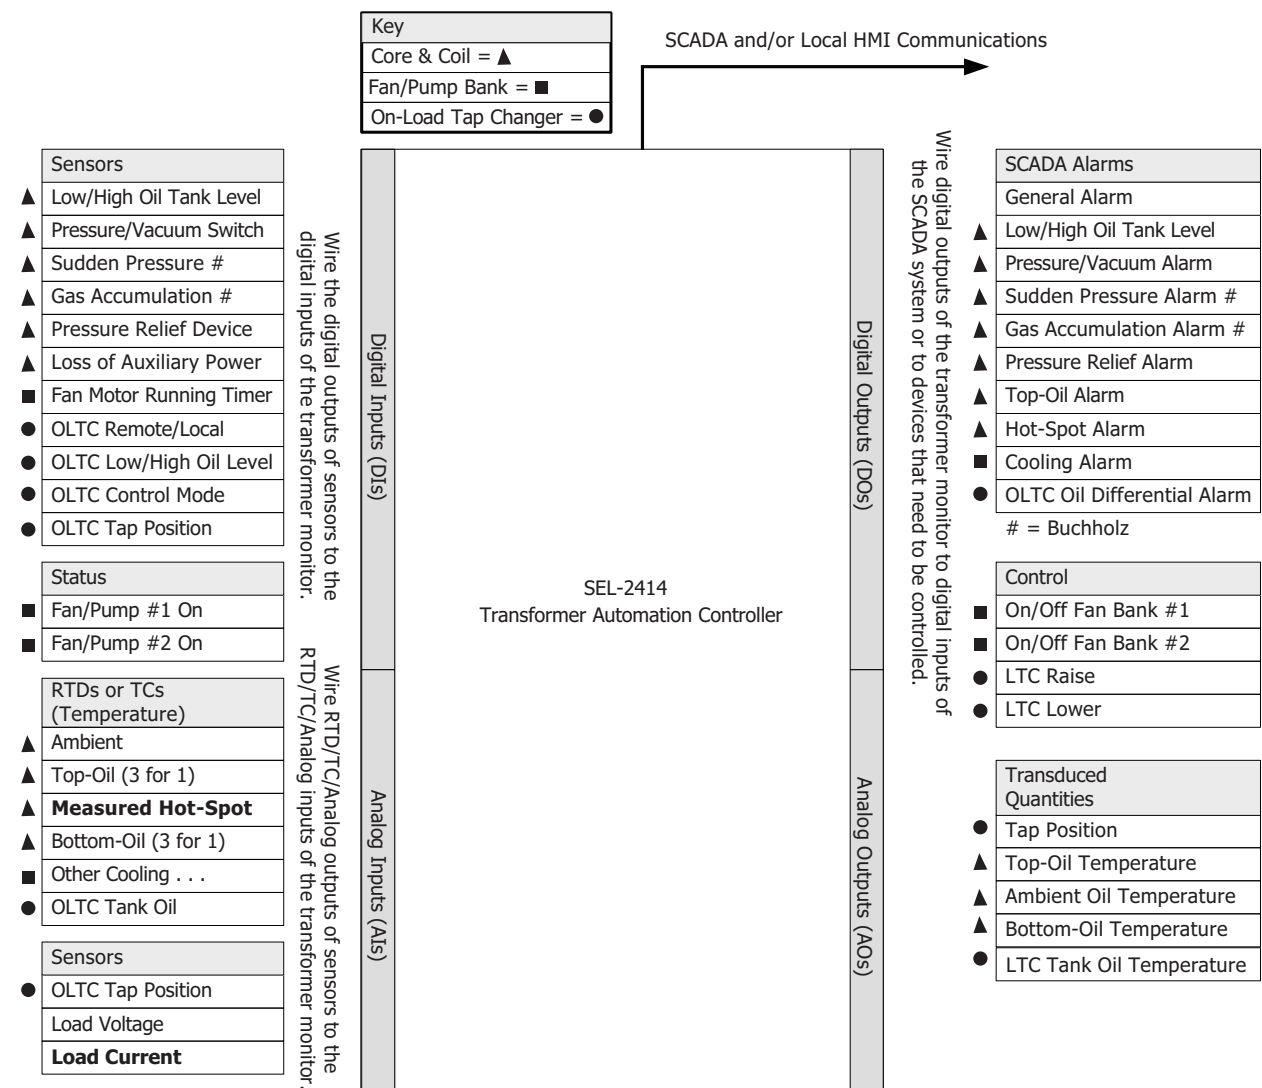 Key
Core & Coil = ▲
Fan/Pump Bank = ■
On-Load Tap Changer = ●
SCADA and/or Local HMI Communications
Sensors
▲ Low/High Oil Tank Level
▲ Pressure/Vacuum Switch
▲ Sudden Pressure #
▲ Gas Accumulation #
▲ Pressure Relief Device
▲ Loss of Auxiliary Power
■ Fan Motor Running Timer
● OLTC Remote/Local
● OLTC Low/High Oil Level
● OLTC Control Mode
● OLTC Tap Position
Status
■ Fan/Pump #1 On
■ Fan/Pump #2 On
RTDs or TCs
(Temperature)
▲ Ambient
▲ Top-Oil (3 for 1)
▲ Measured Hot-Spot
▲ Bottom-Oil (3 for 1)
■ Other Cooling . . .
● OLTC Tank Oil
Sensors
● OLTC Tap Position
Load Voltage
Load Current
Wire the digital outputs of sensors to the
digital inputs of the transformer monitor.
Wire RTD/TC/Analog outputs of sensors to the
RTD/TC/Analog inputs of the transformer monitor.
Digital Inputs (DIs)
Analog Inputs (AIs)
SEL-2414
Transformer Automation Controller
Digital Outputs (DOs)
Analog Outputs (AOs)
Wire digital outputs of the transformer monitor to digital inputs of
the SCADA system or to devices that need to be controlled.
SCADA Alarms
General Alarm
▲ Low/High Oil Tank Level
▲ Pressure/Vacuum Alarm
▲ Sudden Pressure Alarm #
▲ Gas Accumulation Alarm #
▲ Pressure Relief Alarm
▲ Top-Oil Alarm
▲ Hot-Spot Alarm
■ Cooling Alarm
● OLTC Oil Differential Alarm
# = Buchholz
Control
■ On/Off Fan Bank #1
■ On/Off Fan Bank #2
● LTC Raise
● LTC Lower
Transduced
Quantities
● Tap Position
▲ Top-Oil Temperature
▲ Ambient Oil Temperature
▲ Bottom-Oil Temperature
● LTC Tank Oil Temperature